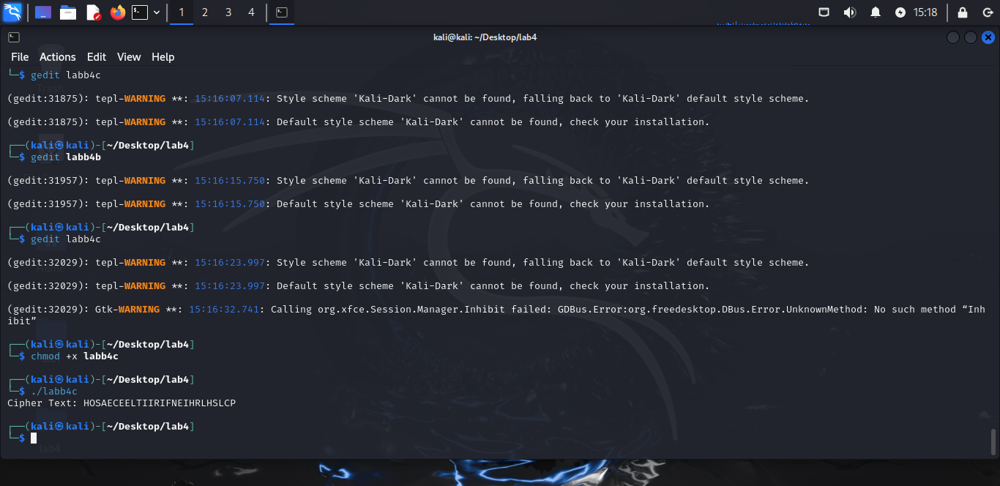 1 2 3 4 15:18
kali@kali: ~/Desktop/lab4
File Actions Edit View Help
└─$ gedit labb4c
Trash
(gedit:31875): tepl-WARNING **: 15:16:07.114: Style scheme 'Kali-Dark' cannot be found, falling back to 'Kali-Dark' default style scheme.
(gedit:31875): tepl-WARNING **: 15:16:07.114: Default style scheme 'Kali-Dark' cannot be found, check your installation.
┌──(kali㉿kali)-[~/Desktop/lab4]
└─$ gedit labb4b
(gedit:31957): tepl-WARNING **: 15:16:15.750: Style scheme 'Kali-Dark' cannot be found, falling back to 'Kali-Dark' default style scheme.
(gedit:31957): tepl-WARNING **: 15:16:15.750: Default style scheme 'Kali-Dark' cannot be found, check your installation.
┌──(kali㉿kali)-[~/Desktop/lab4]
└─$ gedit labb4c
(gedit:32029): tepl-WARNING **: 15:16:23.997: Style scheme 'Kali-Dark' cannot be found, falling back to 'Kali-Dark' default style scheme.
Home
(gedit:32029): tepl-WARNING **: 15:16:23.997: Default style scheme 'Kali-Dark' cannot be found, check your installation.
(gedit:32029): Gtk-WARNING **: 15:16:32.741: Calling org.xfce.Session.Manager.Inhibit failed: GDBus.Error:org.freedesktop.DBus.Error.UnknownMethod: No such method “Inh
ibit”
┌──(kali㉿kali)-[~/Desktop/lab4]
└─$ chmod +x labb4c
┌──(kali㉿kali)-[~/Desktop/lab4]
└─$ ./labb4c
Cipher Text: HOSAECEELTIIRIFNEIHRLHSLCP
┌──(kali㉿kali)-[~/Desktop/lab4]
└─$
lab4